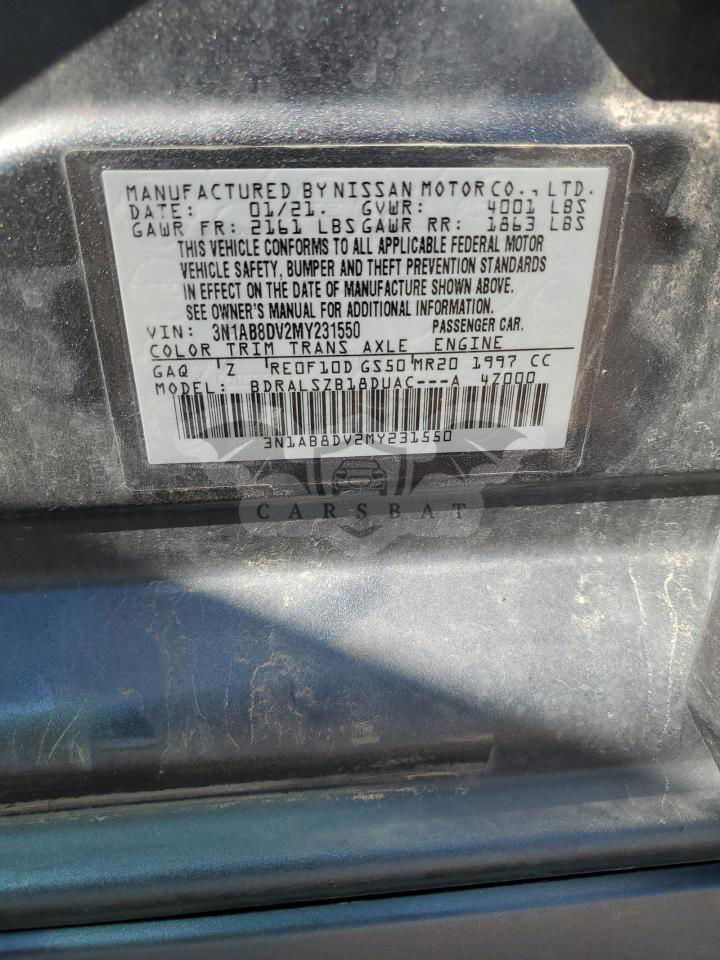 MANUFACTURED BY NISSAN MOTOR CO., LTD.
DATE: 01/21. GVWR: 4001 LBS
GAWR FR: 2161 LBS GAWR RR: 1863 LBS
THIS VEHICLE CONFORMS TO ALL APPLICABLE FEDERAL MOTOR
VEHICLE SAFETY, BUMPER AND THEFT PREVENTION STANDARDS
IN EFFECT ON THE DATE OF MANUFACTURE SHOWN ABOVE.
SEE OWNER'S MANUAL FOR ADDITIONAL INFORMATION.
VIN: 3N1AB8DV2MY231550 PASSENGER CAR.
COLOR TRIM TRANS AXLE ENGINE
GAQ Z RE0F10D GS50 MR20 1997 CC
MODEL: BDRALSZB18DUAC---A 4Z000
3N1AB8DV2MY231550
CARSBAT